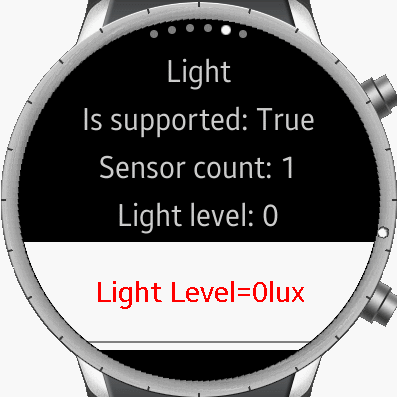 Light
Is supported: True
Sensor count: 1
Light level: 0
Light Level=0lux